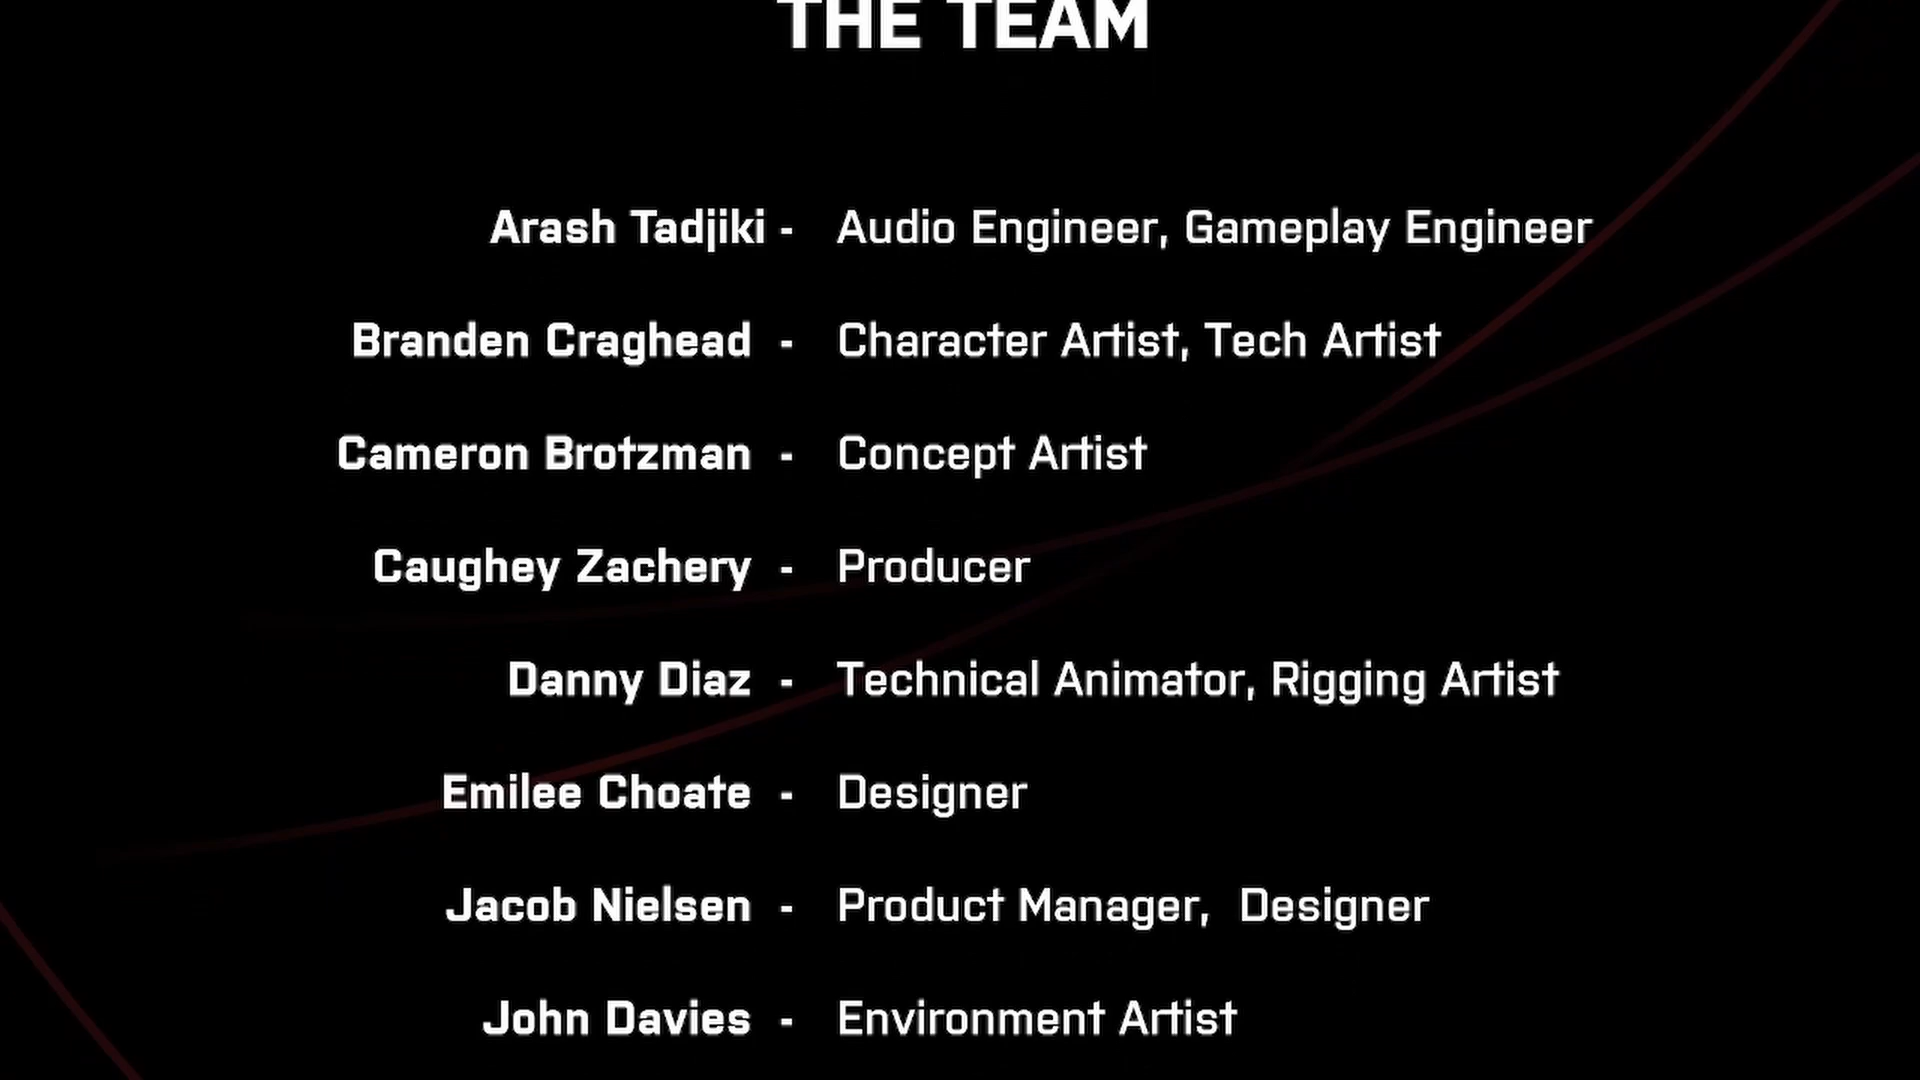 THE TEAM
Arash Tadjiki - Audio Engineer, Gameplay Engineer
Branden Craghead - Character Artist, Tech Artist
Cameron Brotzman - Concept Artist
Caughey Zachery - Producer
Danny Diaz - Technical Animator, Rigging Artist
Emilee Choate - Designer
Jacob Nielsen - Product Manager,  Designer
John Davies - Environment Artist